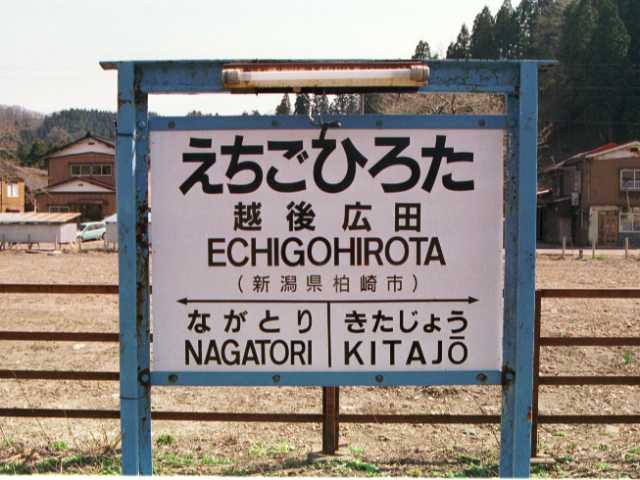 えちごひろた
越後広田
ECHIGOHIROTA
（新潟県柏崎市）
ながとり きたじょう
NAGATORI KITAJŌ